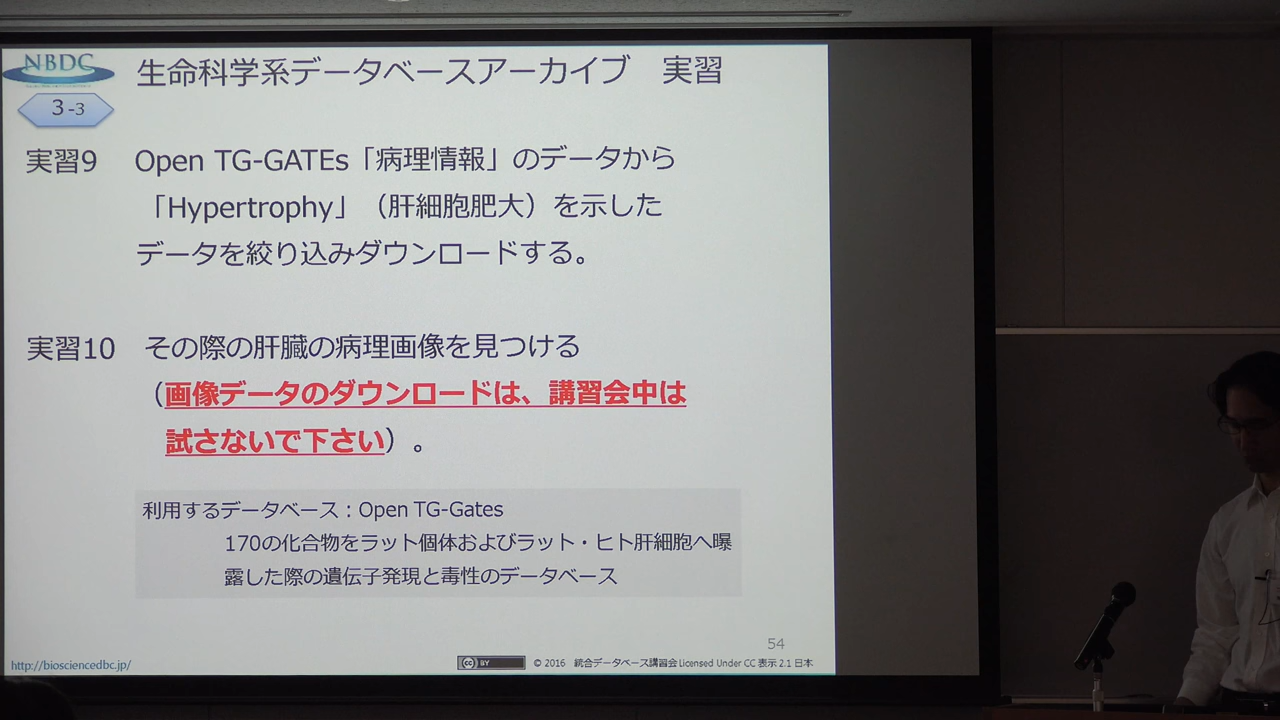 NBDC
生命科学系データベースアーカイブ 実習
3-3
実習9 Open TG-GATEs「病理情報」のデータから
「Hypertrophy」（肝細胞肥大）を示した
データを絞り込みダウンロードする。
実習10 その際の肝臓の病理画像を見つける
（画像データのダウンロードは、講習会中は
試さないで下さい）。
利用するデータベース：Open TG-Gates
170の化合物をラット個体およびラット・ヒト肝細胞へ曝
露した際の遺伝子発現と毒性のデータベース
54
http://biosciencedbc.jp/
cc BY © 2016 統合データベース講習会 Licensed Under CC 表示 2.1 日本